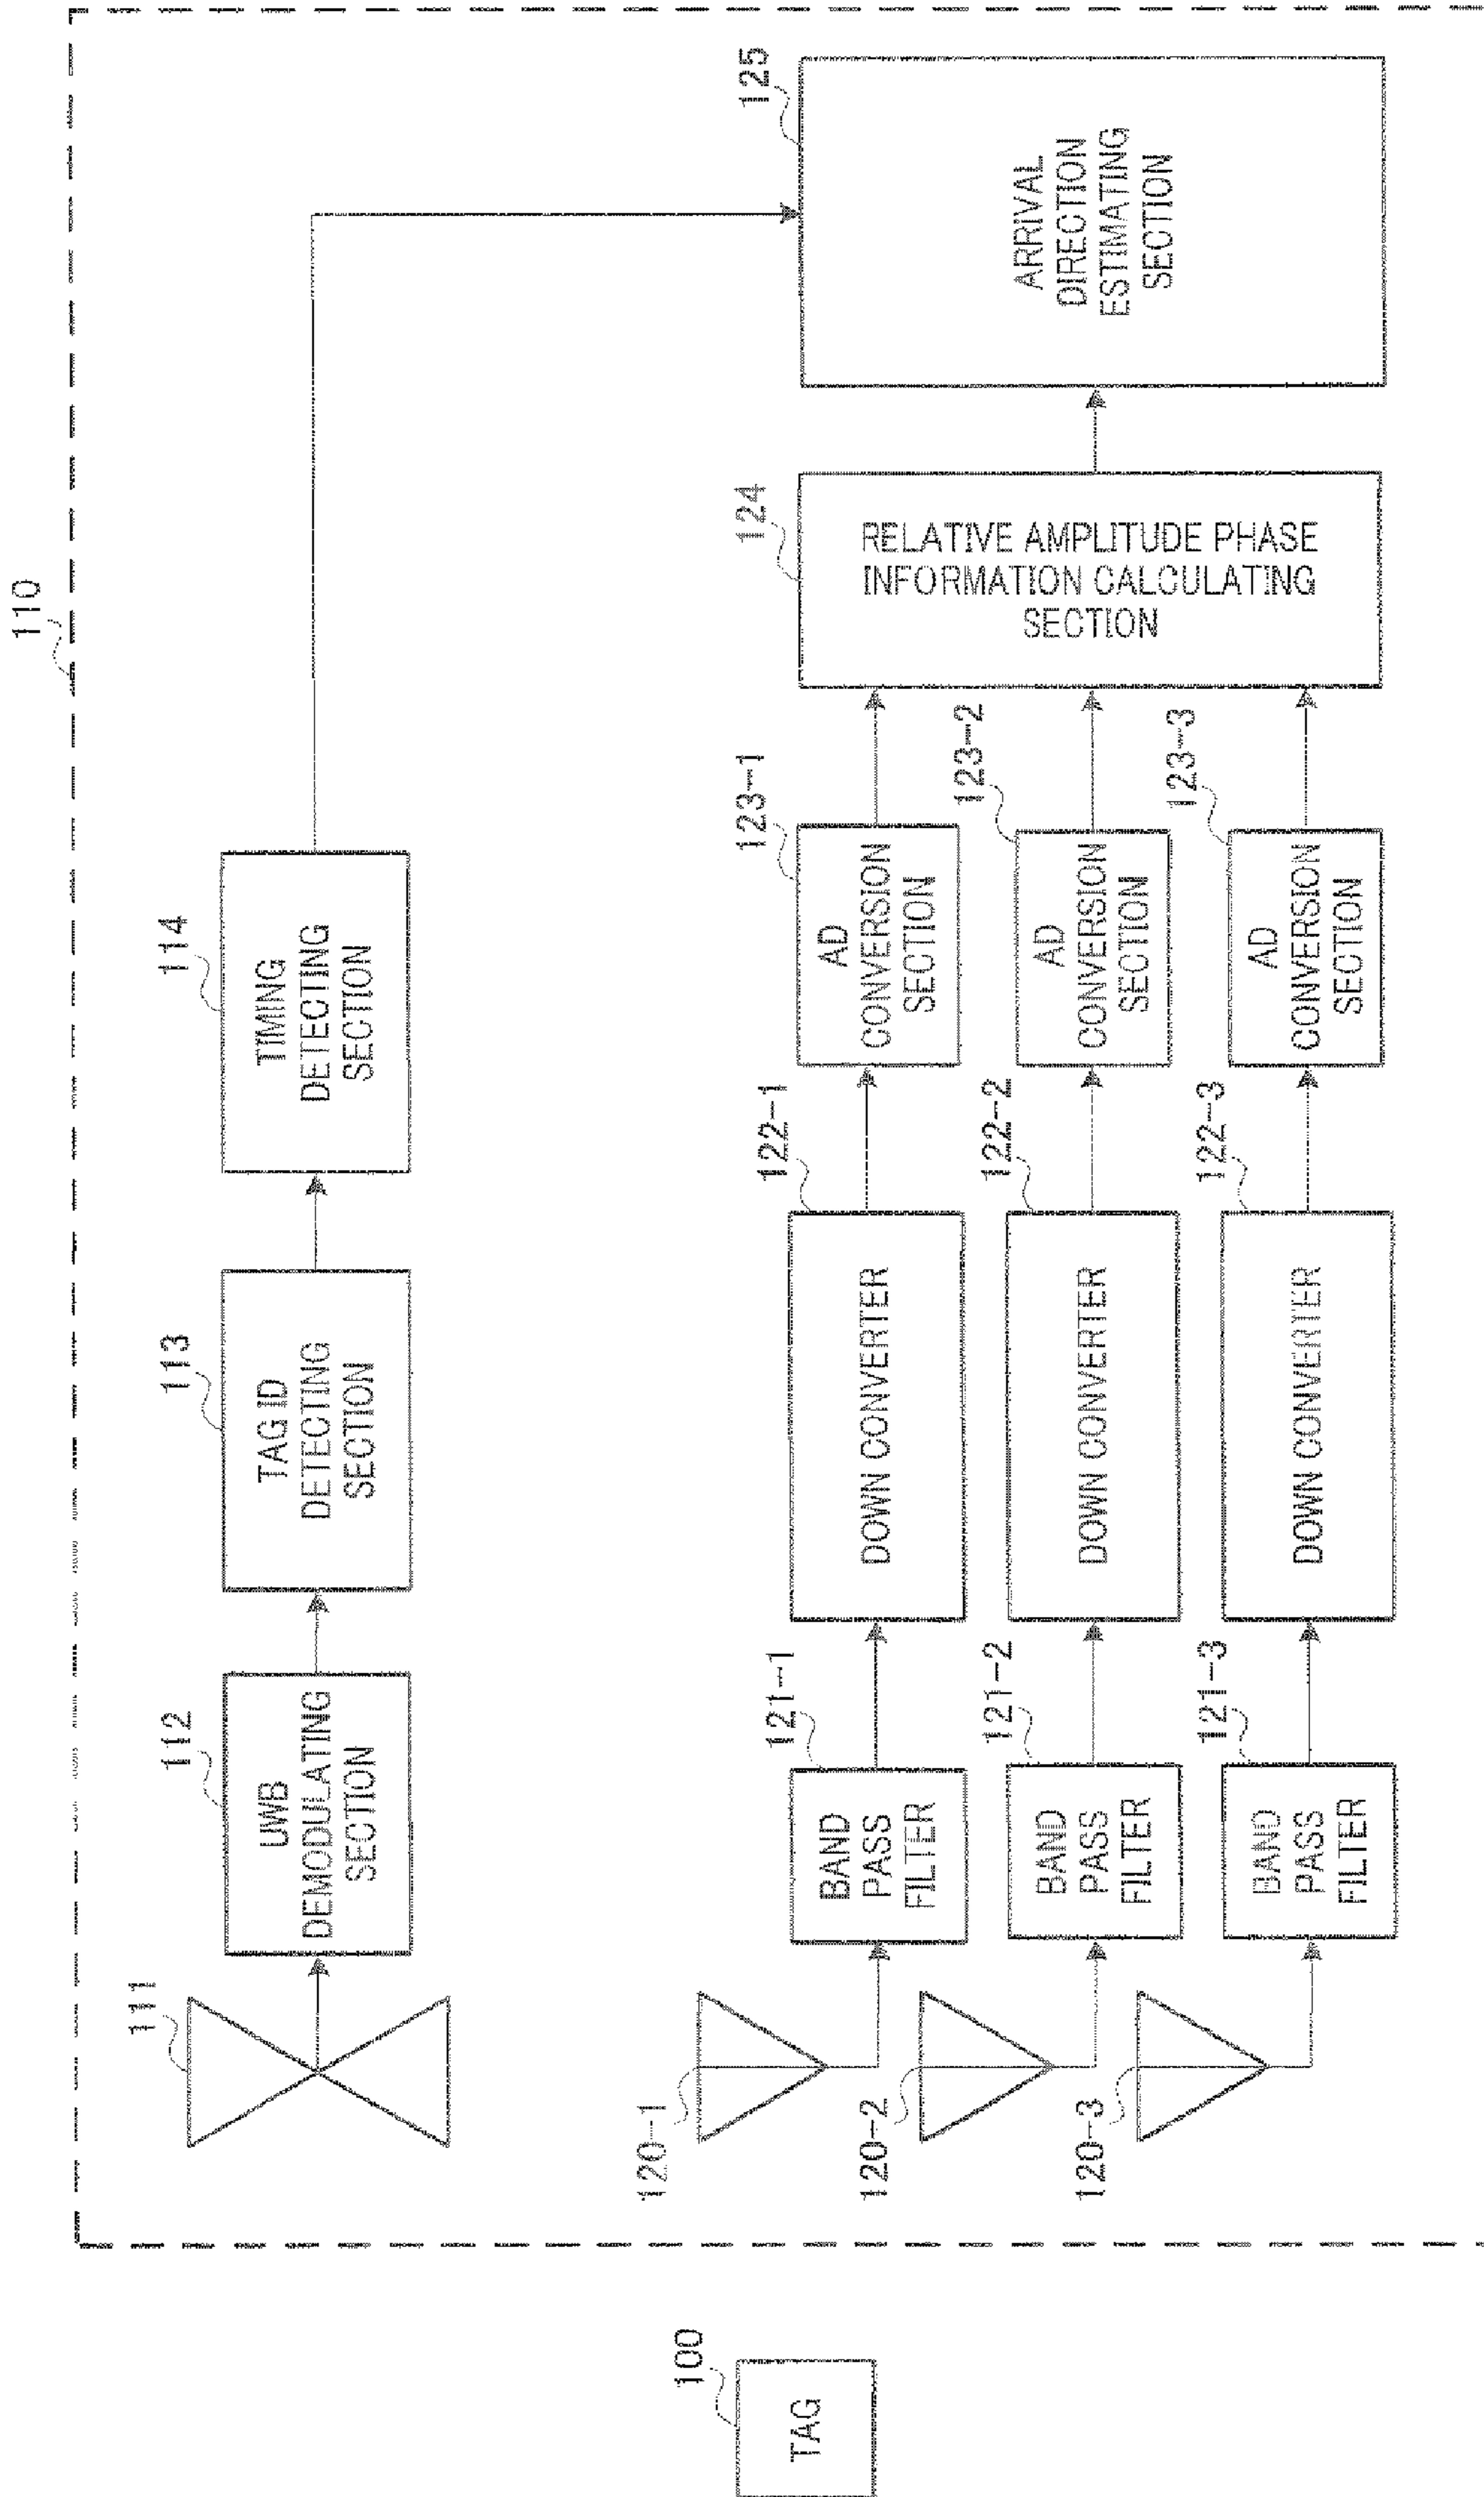 110
111
112
UWB
DEMODULATING
SECTION
113
TAG ID
DETECTING
SECTION
114
TIMING
DETECTING
SECTION
100
TAG
120-1
121-1
BAND
PASS
FILTER
122-1
DOWN CONVERTER
123-1
AD
CONVERSION
SECTION
120-2
121-2
BAND
PASS
FILTER
122-2
DOWN CONVERTER
123-2
AD
CONVERSION
SECTION
120-3
121-3
BAND
PASS
FILTER
122-3
DOWN CONVERTER
123-3
AD
CONVERSION
SECTION
124
RELATIVE AMPLITUDE PHASE
INFORMATION CALCULATING
SECTION
125
ARRIVAL
DIRECTION
ESTIMATING
SECTION